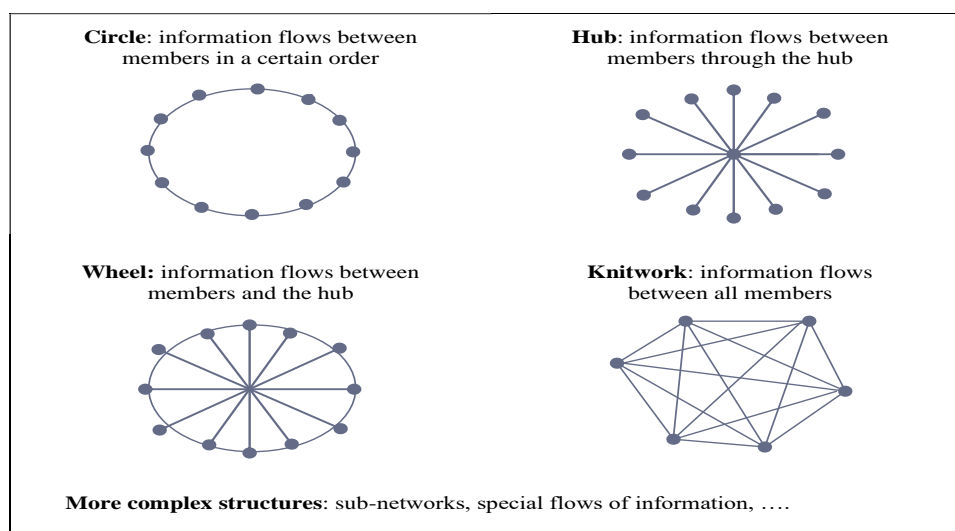 Circle: information flows between
members in a certain order
Hub: information flows between
members through the hub
Wheel: information flows between
members and the hub
Knitwork: information flows
between all members
More complex structures: sub-networks, special flows of information, ….